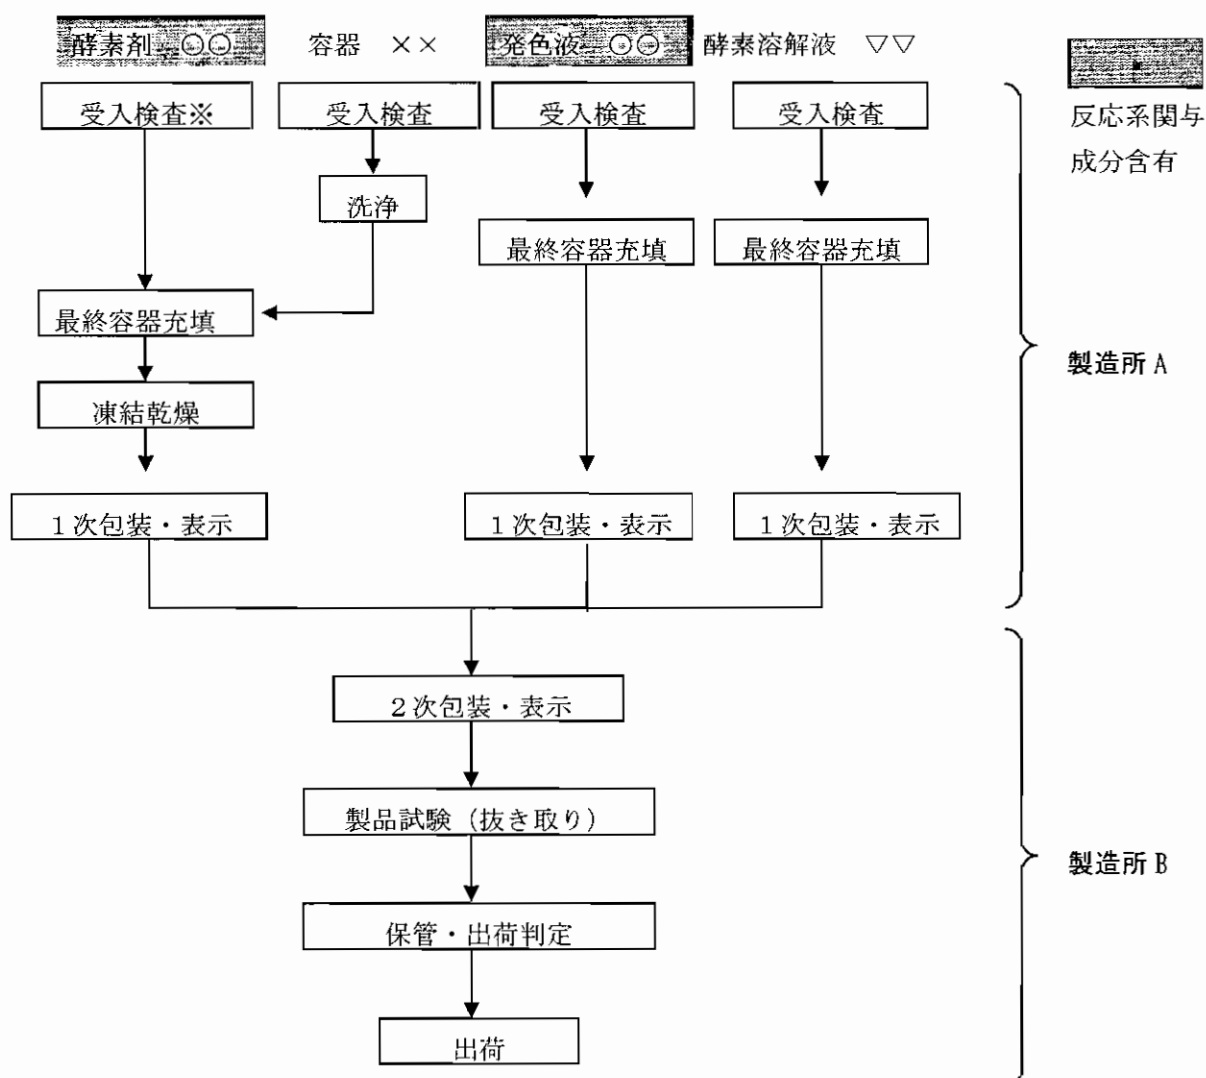 酵素剤 ○○ 容器 ×× 発色液 ○○ 酵素溶解液 ▽▽
受入検査※ 受入検査 受入検査 受入検査
反応系関与
成分含有
洗浄
最終容器充填 最終容器充填
最終容器充填
製造所 A
凍結乾燥
1次包装・表示 1次包装・表示 1次包装・表示
2次包装・表示
製品試験（抜き取り）
製造所 B
保管・出荷判定
出荷